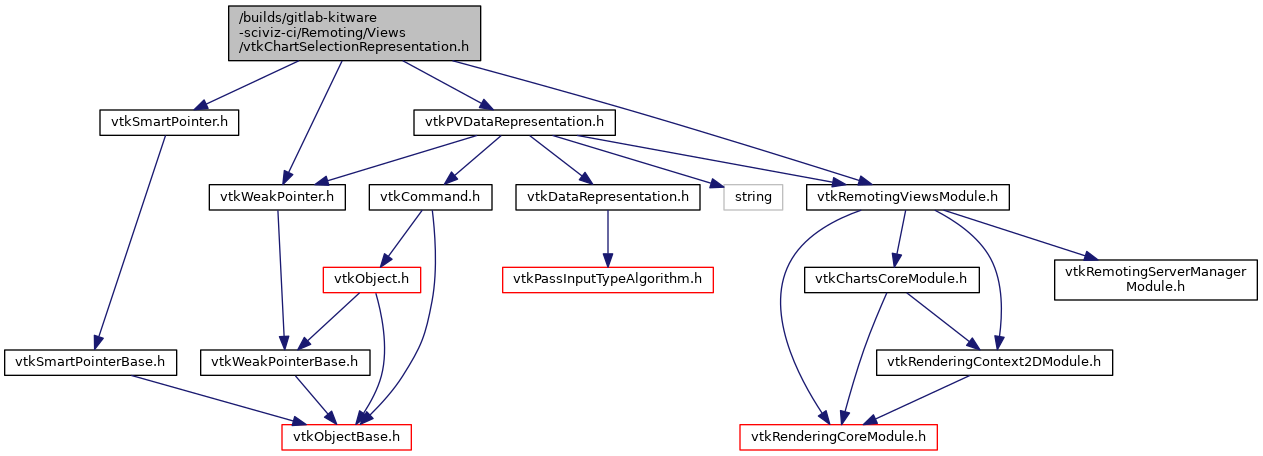 /builds/gitlab-kitware
-sciviz-ci/Remoting/Views
/vtkChartSelectionRepresentation.h
vtkSmartPointer.h
vtkPVDataRepresentation.h
vtkWeakPointer.h
vtkCommand.h
vtkDataRepresentation.h
string
vtkRemotingViewsModule.h
vtkObject.h
vtkPassInputTypeAlgorithm.h
vtkChartsCoreModule.h
vtkRemotingServerManager
Module.h
vtkSmartPointerBase.h
vtkWeakPointerBase.h
vtkRenderingContext2DModule.h
vtkObjectBase.h
vtkRenderingCoreModule.h